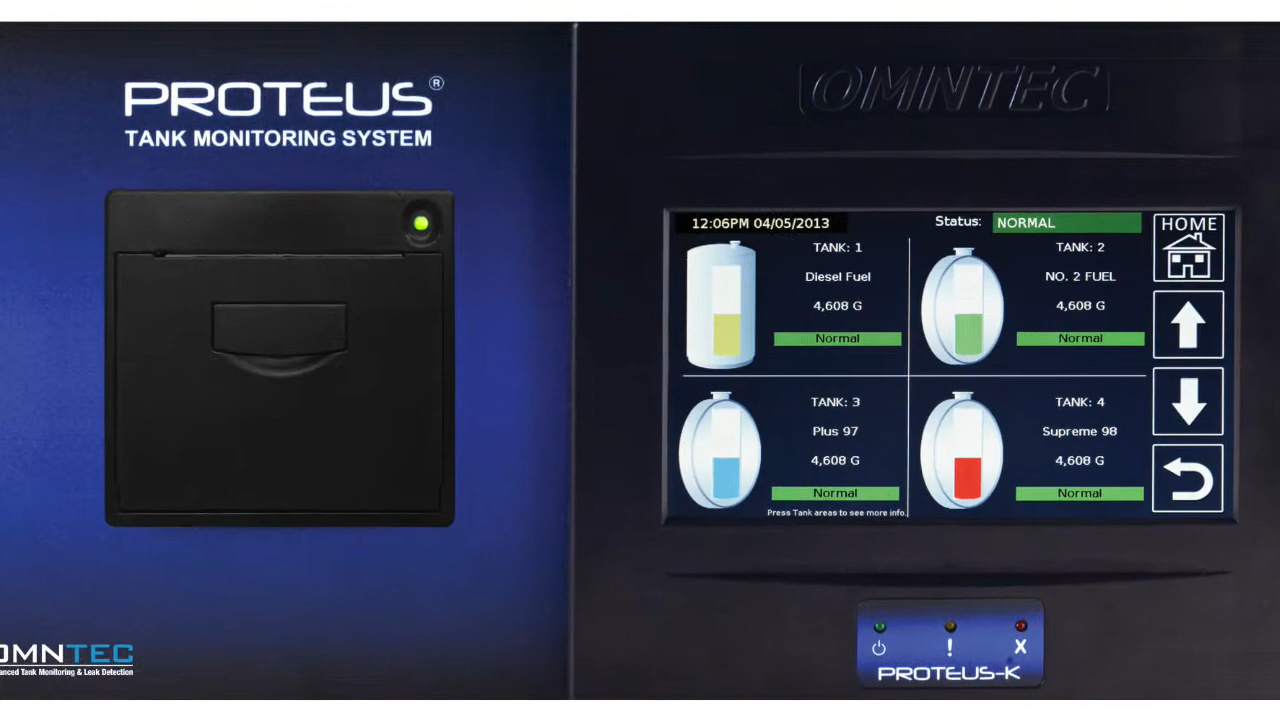 PROTEUS®
TANK MONITORING SYSTEM
OMNTEC
12:06PM 04/05/2013
Status: NORMAL
HOME
TANK: 1
Diesel Fuel
4,608 G
Normal
TANK: 2
NO. 2 FUEL
4,608 G
Normal
TANK: 3
Plus 97
4,608 G
Normal
Press Tank areas to see more info.
TANK: 4
Supreme 98
4,608 G
Normal
! X
PROTEUS-K
OMNTEC
anced Tank Monitoring & Leak Detection